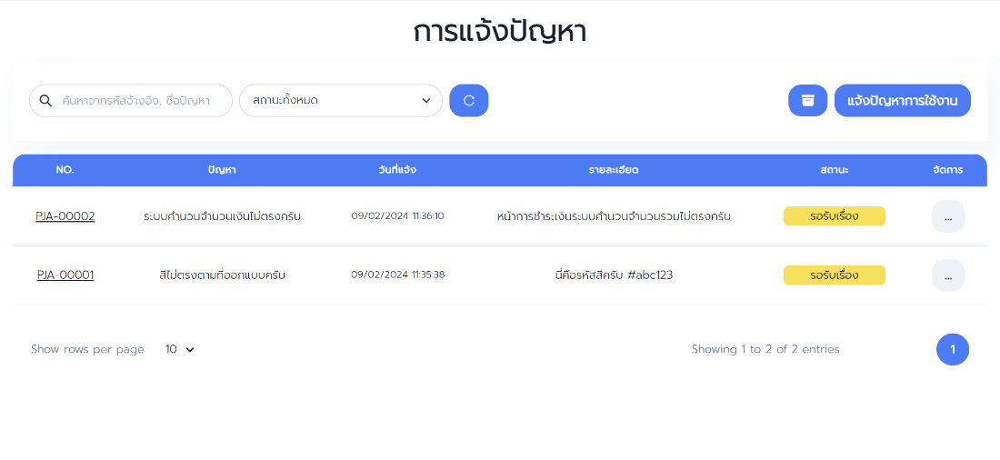 การแจ้งปัญหา
ค้นหาจากรหัสอ้างอิง, ชื่อปัญหา สถานะทั้งหมด แจ้งปัญหาการใช้งาน
NO. ปัญหา วันที่แจ้ง รายละเอียด สถานะ จัดการ
PJA-00002 ระบบคำนวนจำนวนเงินไม่ตรงครับ 09/02/2024 11:36:10 หน้าการชำระเงินระบบคำนวนจำนวนรวมไม่ตรงครับ รอรับเรื่อง ...
PJA-00001 สีไม่ตรงตามที่ออกแบบครับ 09/02/2024 11:35:38 นี่คือรหัสสีครับ #abc123 รอรับเรื่อง ...
Show rows per page 10 Showing 1 to 2 of 2 entries 1